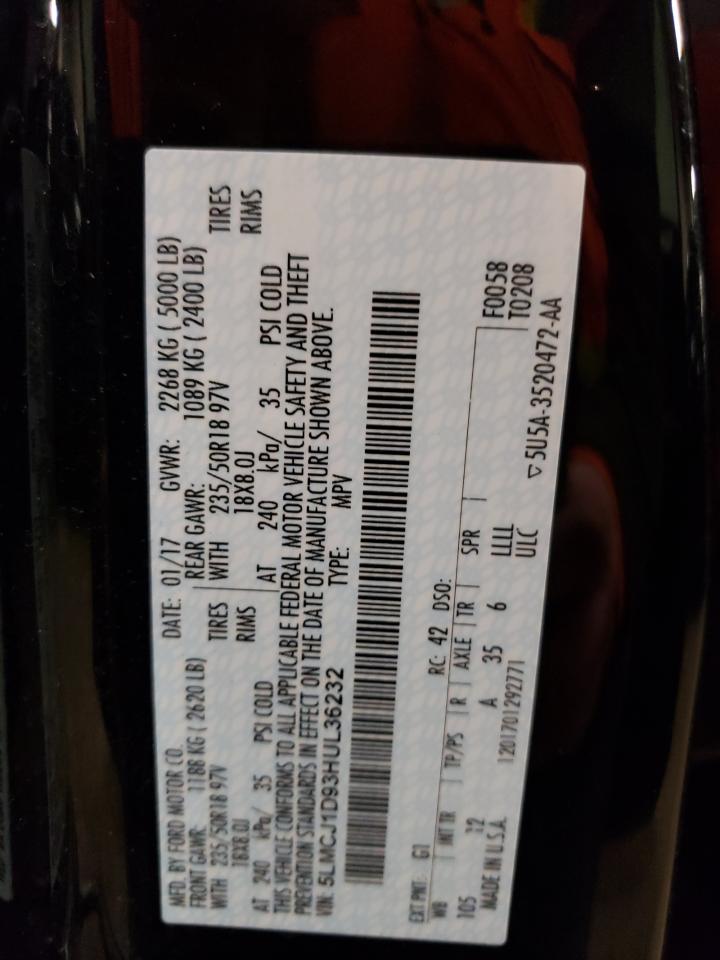 MFD. BY FORD MOTOR CO. DATE: 01/17 GVWR: 2268 KG ( 5000 LB)
FRONT GAWR: 1188 KG ( 2620 LB) REAR GAWR: 1089 KG ( 2400 LB)
WITH 235/50R18 97V TIRES WITH 235/50R18 97V TIRES
18X8.0J RIMS 18X8.0J RIMS
AT 240 kPa/ 35 PSI COLD AT 240 kPa/ 35 PSI COLD
THIS VEHICLE CONFORMS TO ALL APPLICABLE FEDERAL MOTOR VEHICLE SAFETY AND THEFT
PREVENTION STANDARDS IN EFFECT ON THE DATE OF MANUFACTURE SHOWN ABOVE.
VIN: 5LMCJ1D93HUL36232 TYPE: MPV
EXT PNT: G1 RC: 42 DSO: F0058
WB INT TR TP/PS R AXLE TR SPR T0208
105 12 A 35 6 LLLL
MADE IN U.S.A. 1201701292771 ULC ▽5U5A-3520472-AA